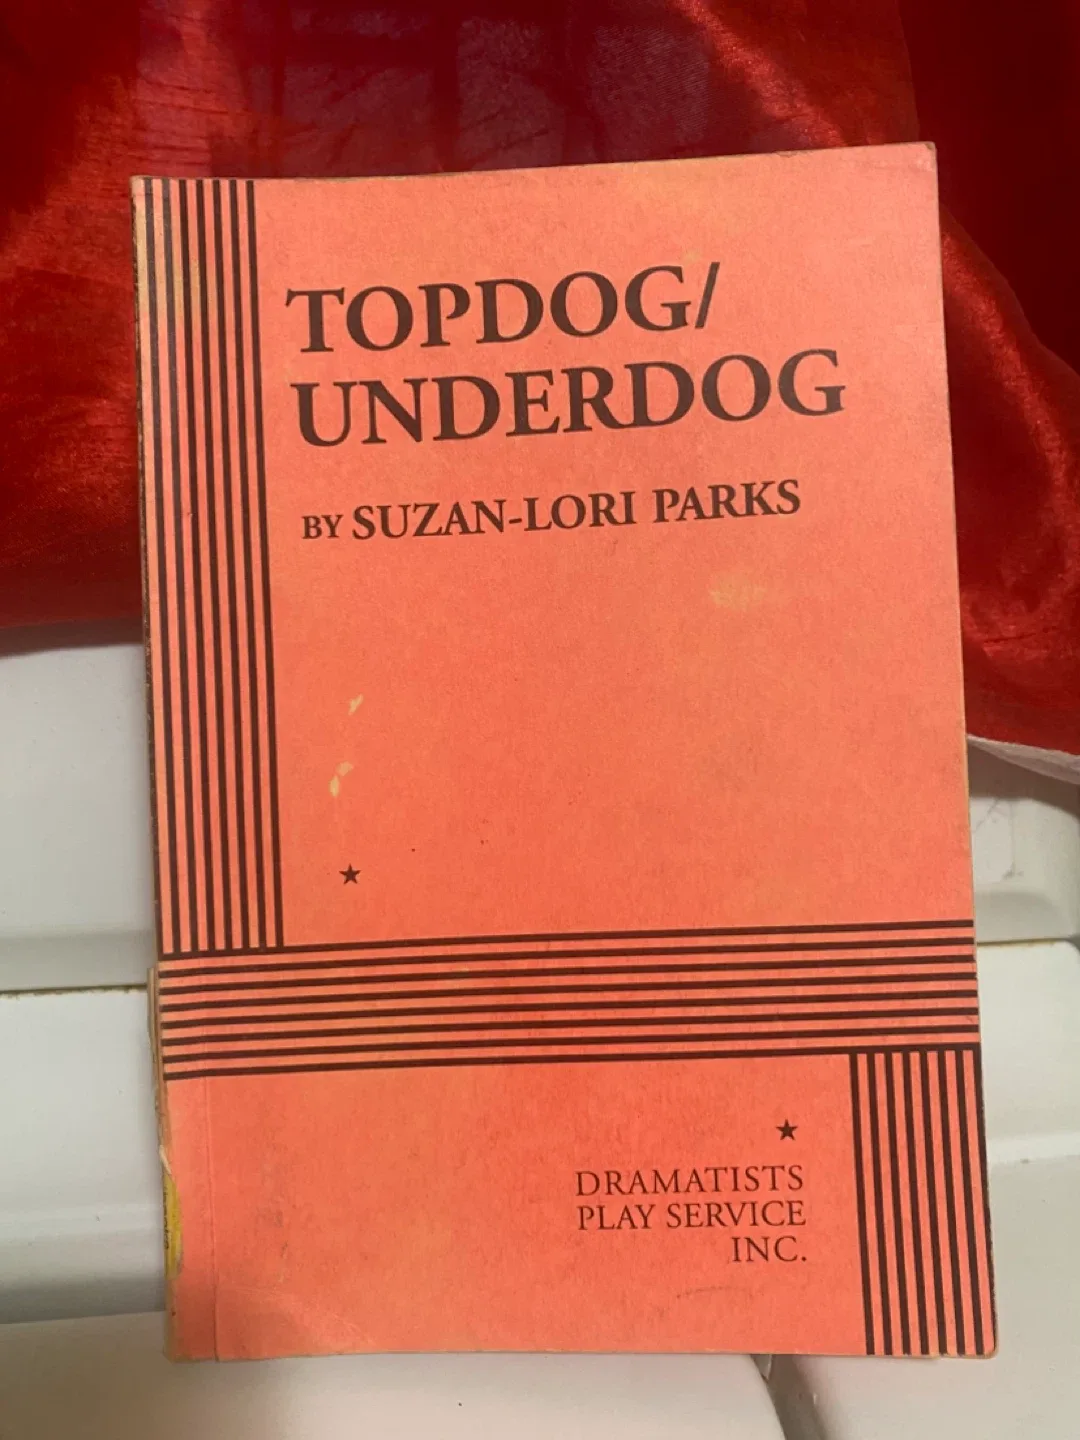 TOPDOG/
UNDERDOG
BY SUZAN-LORI PARKS
DRAMATISTS
PLAY SERVICE
INC.